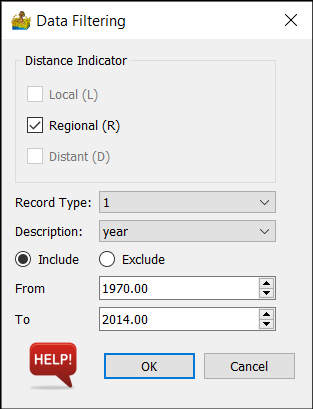 Data Filtering
Distance Indicator
Local (L)
Regional (R)
Distant (D)
Record Type: 1
Description: year
Include Exclude
From 1970.00
To 2014.00
HELP! OK Cancel